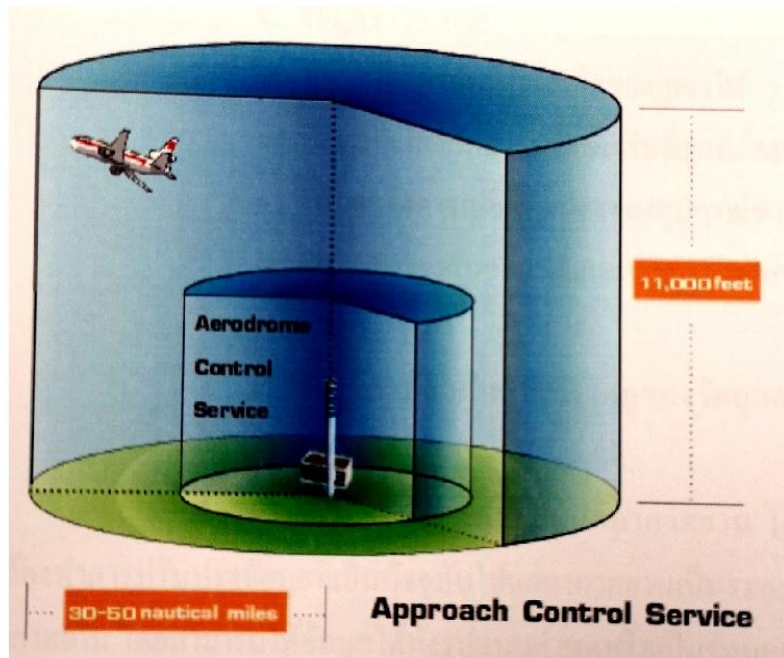 11,000 feet
Aerodrome
Control
Service
30-50 nautical miles
Approach Control Service